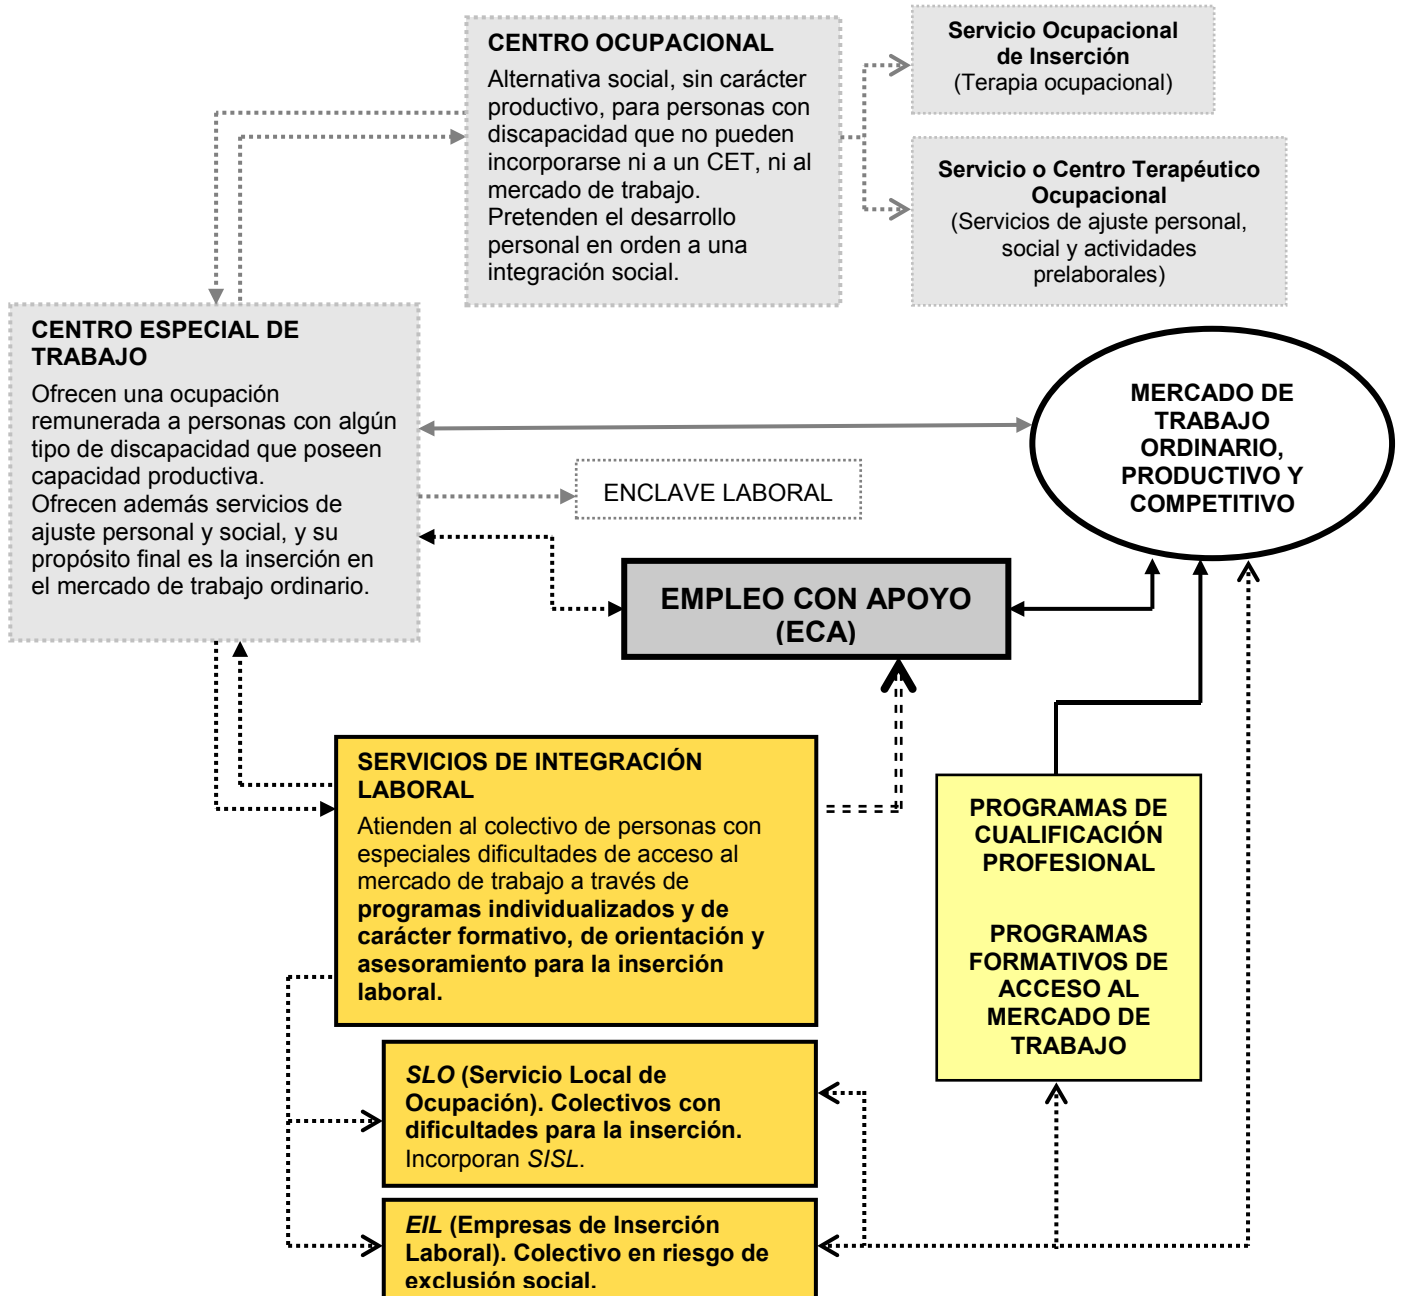 CENTRO OCUPACIONAL
Alternativa social, sin carácter
productivo, para personas con
discapacidad que no pueden
incorporarse ni a un CET, ni al
mercado de trabajo.
Pretenden el desarrollo
personal en orden a una
integración social.
Servicio Ocupacional
de Inserción
(Terapia ocupacional)
Servicio o Centro Terapéutico
Ocupacional
(Servicios de ajuste personal,
social y actividades
prelaborales)
CENTRO ESPECIAL DE
TRABAJO
Ofrecen una ocupación
remunerada a personas con algún
tipo de discapacidad que poseen
capacidad productiva.
Ofrecen además servicios de
ajuste personal y social, y su
propósito final es la inserción en
el mercado de trabajo ordinario.
MERCADO DE
TRABAJO
ORDINARIO,
PRODUCTIVO Y
COMPETITIVO
ENCLAVE LABORAL
EMPLEO CON APOYO
(ECA)
SERVICIOS DE INTEGRACIÓN
LABORAL
Atienden al colectivo de personas con
especiales dificultades de acceso al
mercado de trabajo a través de
programas individualizados y de
carácter formativo, de orientación y
asesoramiento para la inserción
laboral.
PROGRAMAS DE
CUALIFICACIÓN
PROFESIONAL
PROGRAMAS
FORMATIVOS DE
ACCESO AL
MERCADO DE
TRABAJO
SLO (Servicio Local de
Ocupación). Colectivos con
dificultades para la inserción.
Incorporan SISL.
EIL (Empresas de Inserción
Laboral). Colectivo en riesgo de
exclusión social.